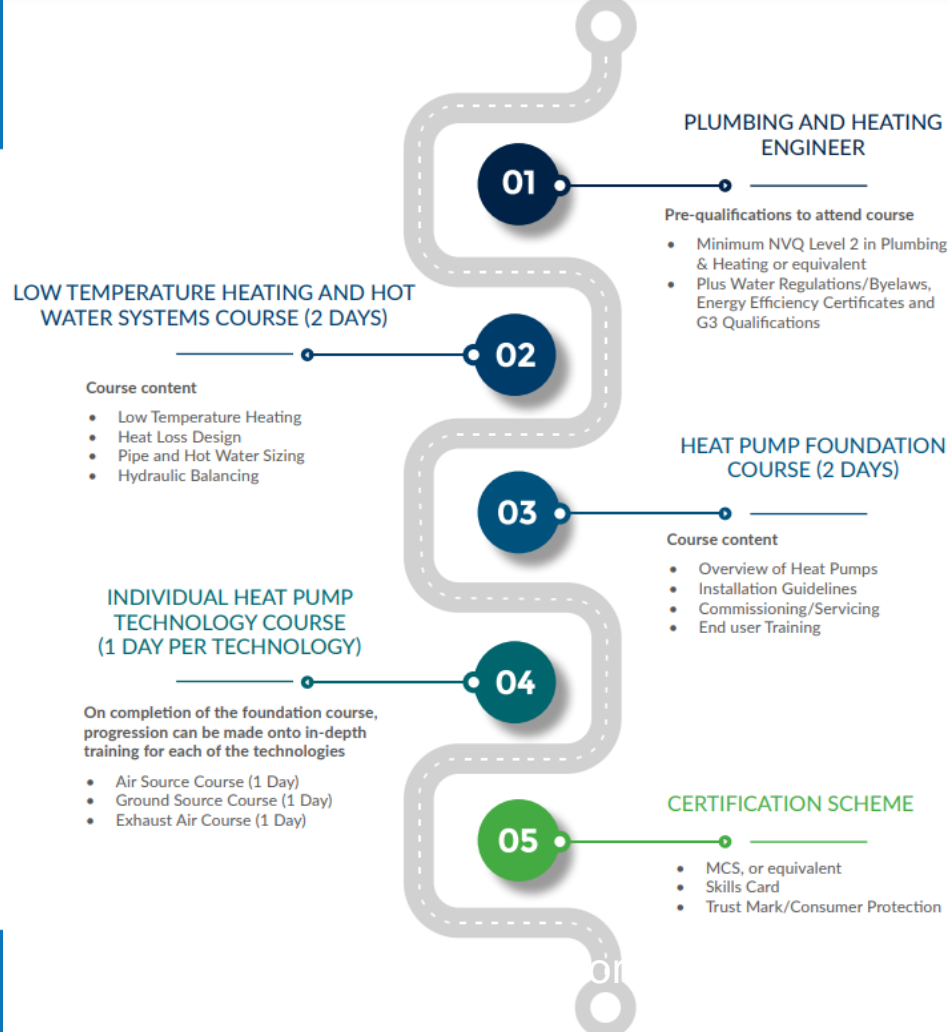 01
PLUMBING AND HEATING
ENGINEER
Pre-qualifications to attend course
• Minimum NVQ Level 2 in Plumbing
& Heating or equivalent
• Plus Water Regulations/Byelaws,
Energy Efficiency Certificates and
G3 Qualifications
LOW TEMPERATURE HEATING AND HOT
WATER SYSTEMS COURSE (2 DAYS)
02
Course content
• Low Temperature Heating
• Heat Loss Design
• Pipe and Hot Water Sizing
• Hydraulic Balancing
HEAT PUMP FOUNDATION
COURSE (2 DAYS)
03
Course content
• Overview of Heat Pumps
• Installation Guidelines
• Commissioning/Servicing
• End user Training
INDIVIDUAL HEAT PUMP
TECHNOLOGY COURSE
(1 DAY PER TECHNOLOGY)
04
On completion of the foundation course,
progression can be made onto in-depth
training for each of the technologies
• Air Source Course (1 Day)
• Ground Source Course (1 Day)
• Exhaust Air Course (1 Day)
05
CERTIFICATION SCHEME
• MCS, or equivalent
• Skills Card
• Trust Mark/Consumer Protection